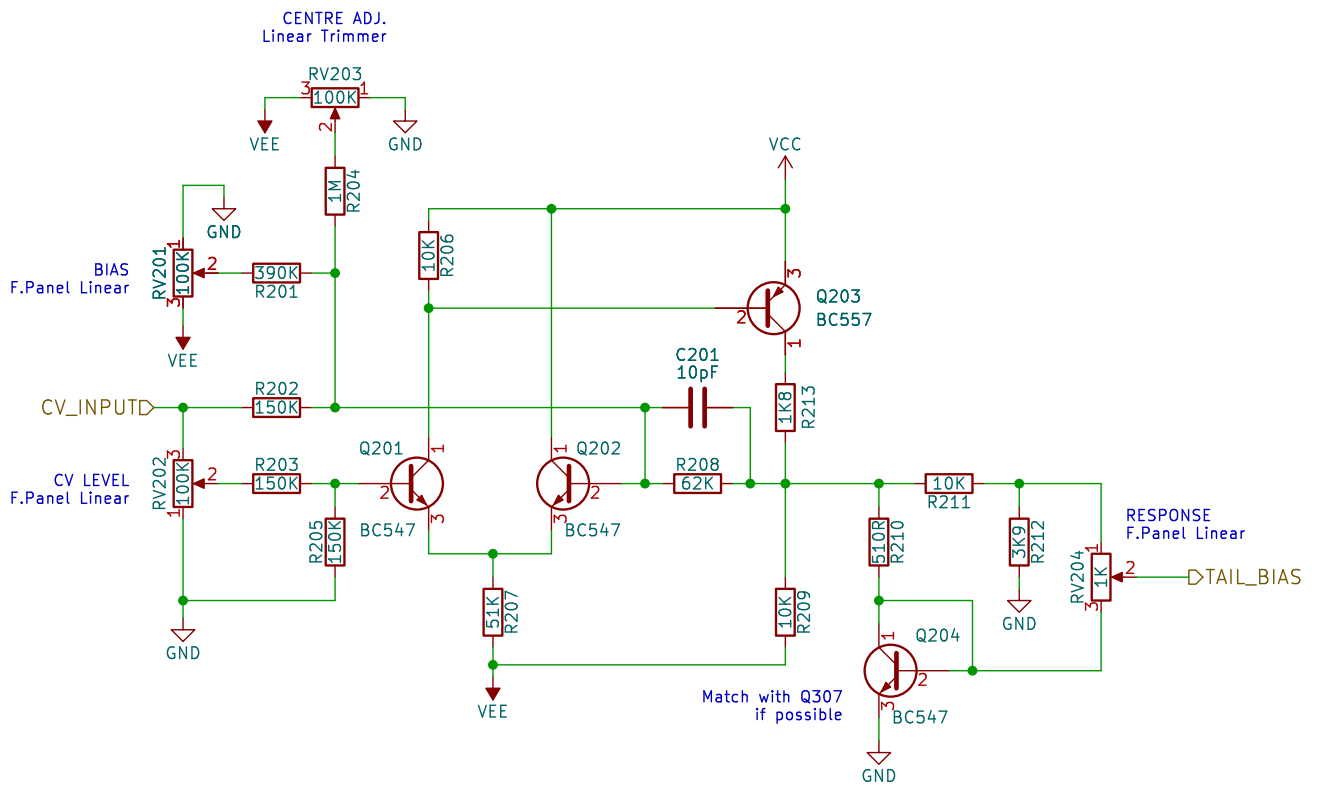 CENTRE ADJ.
Linear Trimmer
RV203
3
100K
1
2
VEE
GND
VCC
1M
R204
GND
10K
R206
BIAS
F.Panel Linear
RV201
100K
1
2
3
390K
R201
VEE
3
2
1
Q203
BC557
C201
10pF
1K8
R213
CV_INPUT
R202
150K
CV LEVEL
F.Panel Linear
RV202
100K
3
2
1
R203
150K
Q201
1
2
3
BC547
Q202
1
2
3
BC547
R208
62K
10K
R211
R205
150K
510R
R210
3K9
R212
RESPONSE
F.Panel Linear
RV204
1K
1
2
3
TAIL_BIAS
51K
R207
10K
R209
GND
GND
VEE
Q204
1
2
3
BC547
Match with Q307
if possible
GND